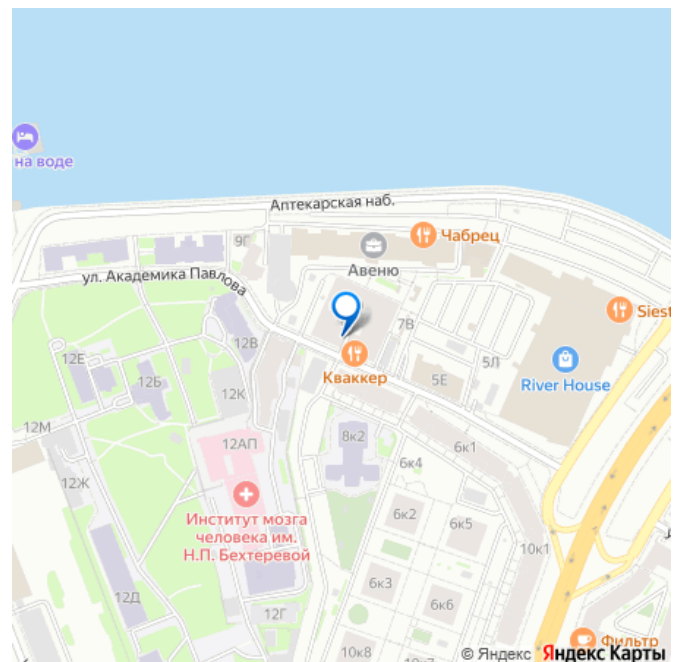 на воде
Аптекарская наб.
9Г
Чабрец
Авеню
ул. Академика Павлова
Siest
7В
12В
12Е
12Б
Кваккер
5Е
5Л
River House
12К
12М
12АП
8к2
6к1
6к4
12Ж
Институт мозга
человека им.
Н.П. Бехтеревой
6к2
6к5
10к1
12Д
6к3
6к6
12Г
Фильтр
10к8
© Яндекс Яндекс Карты